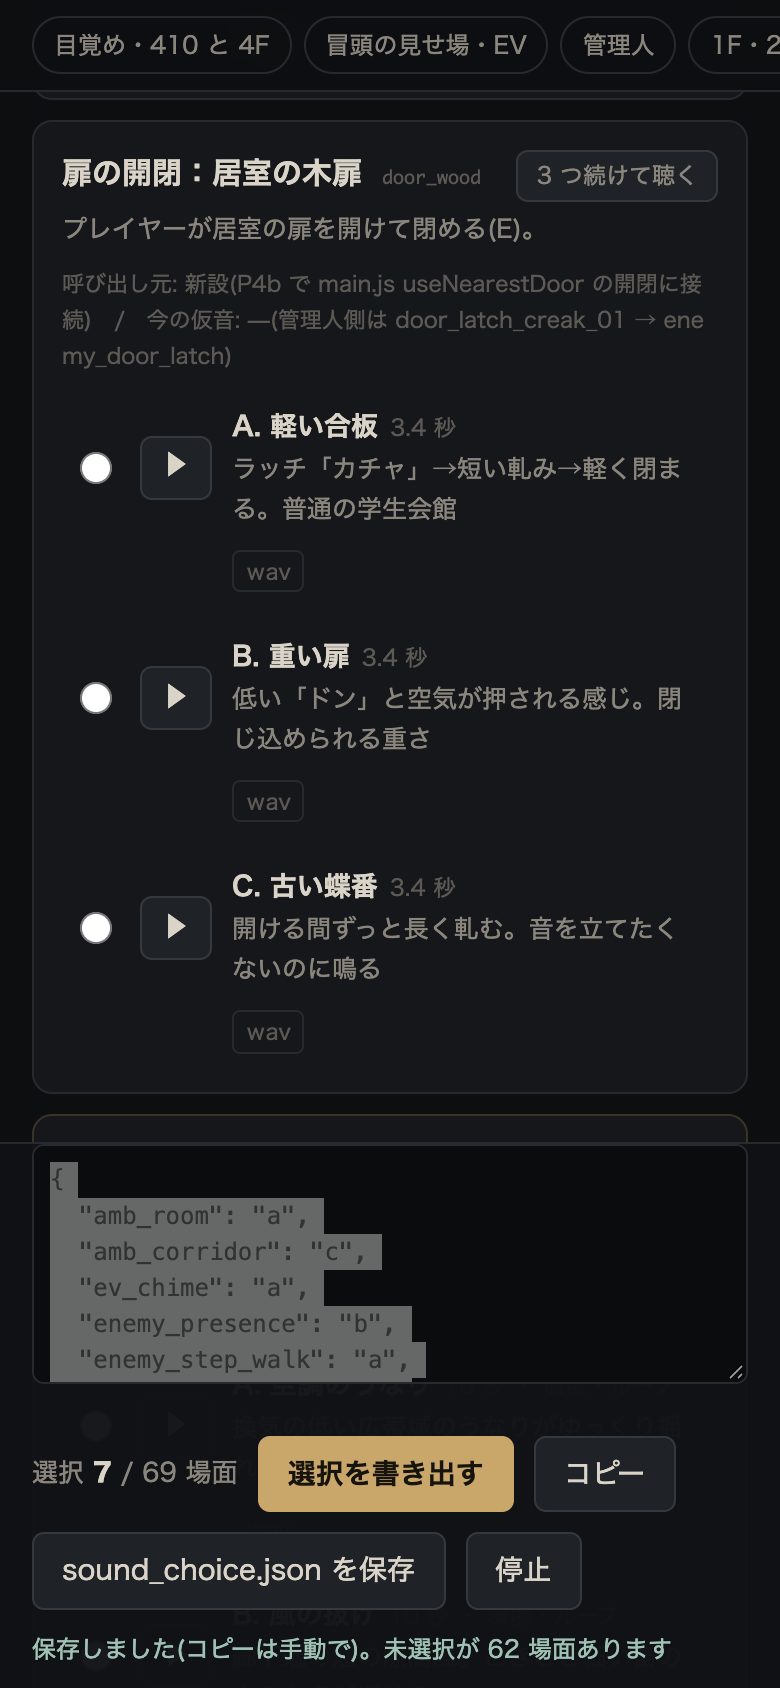 目覚め・410 と 4F
冒頭の見せ場・EV
管理人
1F・2
扉の開閉：居室の木扉 door_wood
3 つ続けて聴く
プレイヤーが居室の扉を開けて閉める(E)。
呼び出し元: 新設(P4b で main.js useNearestDoor の開閉に接
続) / 今の仮音: —(管理人側は door_latch_creak_01 → ene
my_door_latch)
A. 軽い合板 3.4 秒
ラッチ「カチャ」→短い軋み→軽く閉ま
る。普通の学生会館
wav
B. 重い扉 3.4 秒
低い「ドン」と空気が押される感じ。閉
じ込められる重さ
wav
C. 古い蝶番 3.4 秒
開ける間ずっと長く軋む。音を立てたく
ないのに鳴る
wav
{
"amb_room": "a",
"amb_corridor": "c",
"ev_chime": "a",
"enemy_presence": "b",
"enemy_step_walk": "a",
選択 7 / 69 場面
選択を書き出す
コピー
sound_choice.json を保存
停止
保存しました(コピーは手動で)。未選択が 62 場面あります